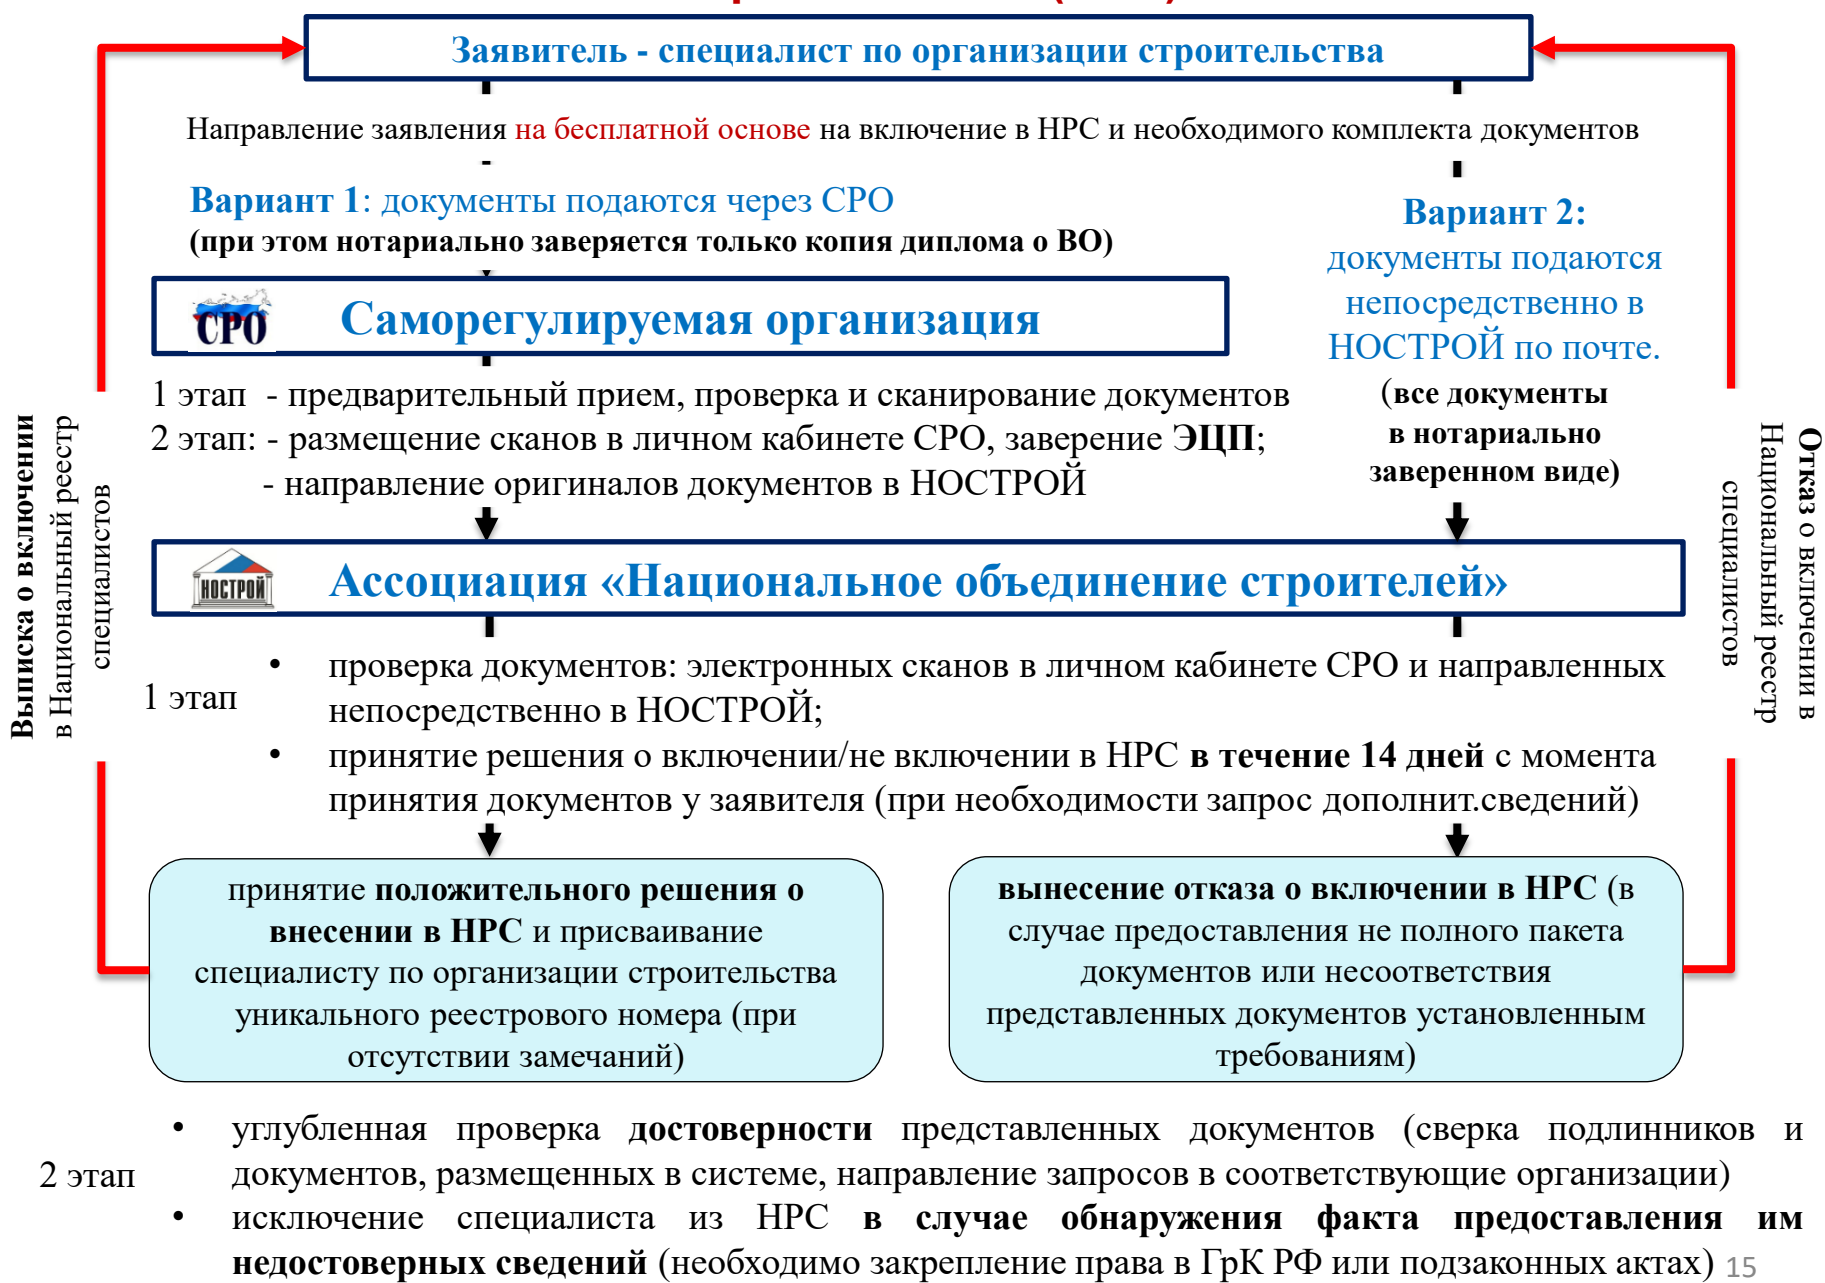 Заявитель - специалист по организации строительства
Направление заявления на бесплатной основе на включение в НРС и необходимого комплекта документов
Вариант 1: документы подаются через СРО
(при этом нотариально заверяется только копия диплома о ВО)
Вариант 2:
документы подаются
непосредственно в
НОСТРОЙ по почте.
(все документы
в нотариально
заверенном виде)
СРО
Саморегулируемая организация
1 этап - предварительный прием, проверка и сканирование документов
2 этап: - размещение сканов в личном кабинете СРО, заверение ЭЦП;
- направление оригиналов документов в НОСТРОЙ
Выписка о включении
в Национальный реестр
специалистов
Отказ о включении в
Национальный реестр
специалистов
НОСТРОЙ
Ассоциация «Национальное объединение строителей»
1 этап
• проверка документов: электронных сканов в личном кабинете СРО и направленных
непосредственно в НОСТРОЙ;
• принятие решения о включении/не включении в НРС в течение 14 дней с момента
принятия документов у заявителя (при необходимости запрос дополнит.сведений)
принятие положительного решения о
внесении в НРС и присваивание
специалисту по организации строительства
уникального реестрового номера (при
отсутствии замечаний)
вынесение отказа о включении в НРС (в
случае предоставления не полного пакета
документов или несоответствия
представленных документов установленным
требованиям)
2 этап
• углубленная проверка достоверности представленных документов (сверка подлинников и
документов, размещенных в системе, направление запросов в соответствующие организации)
• исключение специалиста из НРС в случае обнаружения факта предоставления им
недостоверных сведений (необходимо закрепление права в ГрК РФ или подзаконных актах)
15